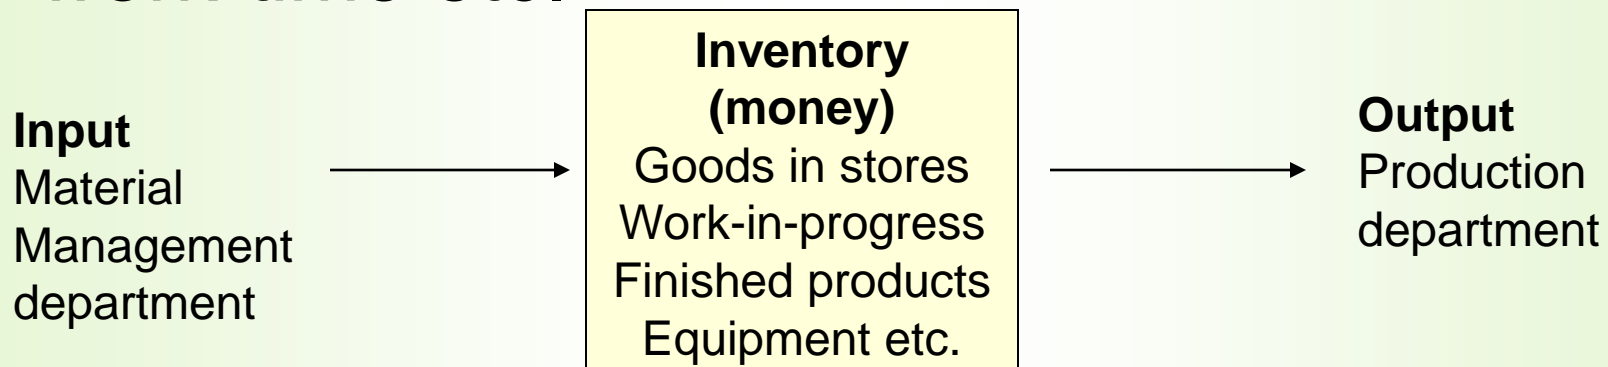 Input
Material
Management
department
Inventory
(money)
Goods in stores
Work-in-progress
Finished products
Equipment etc.
Output
Production
department